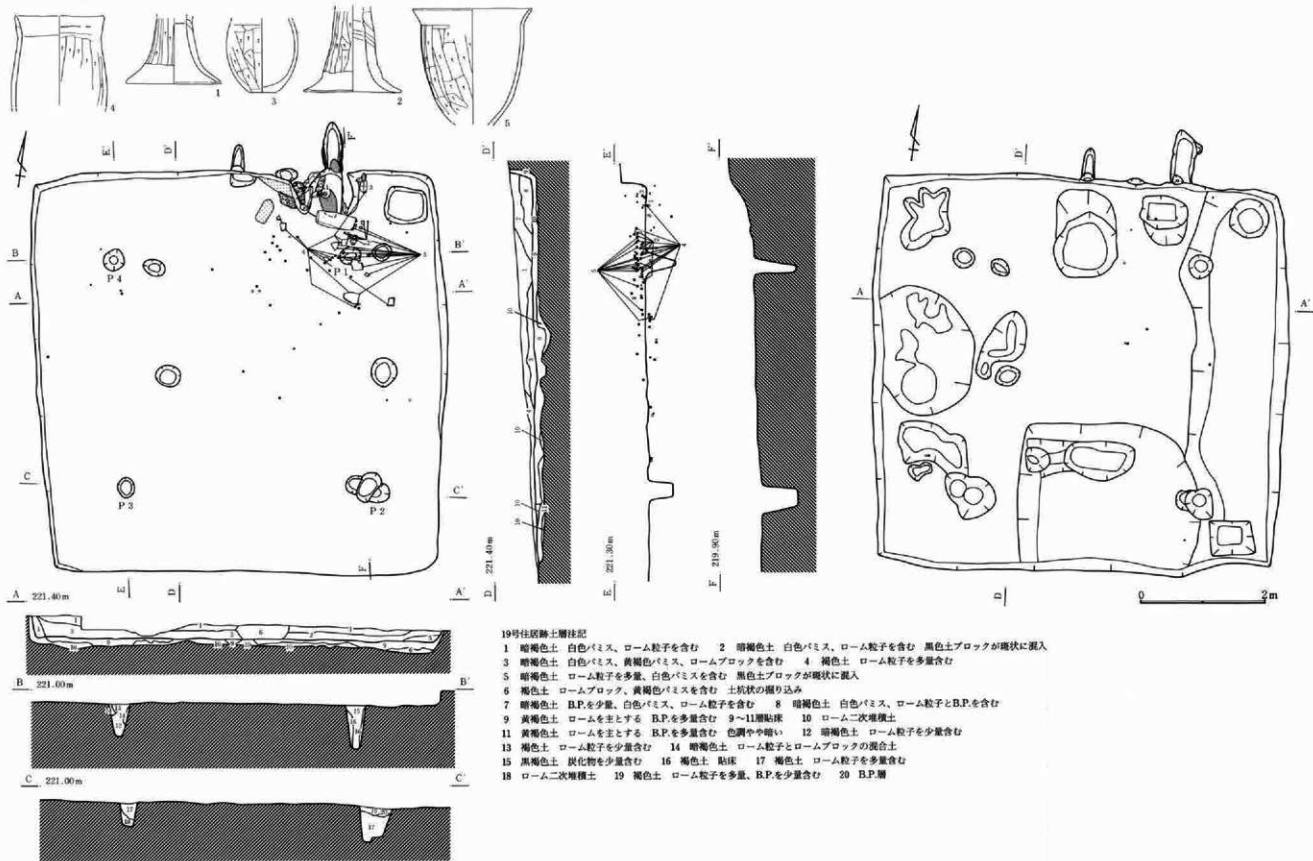 4
1
3
2
5
E′ D′ F′
D′ E′ F′
D′
B B′
P4 P1
A A′
A A′
C C′
P3 P2
E D F
D 221.40m
E 221.30m
F 219.90m
D
0 2m
A 221.40m A′
B 221.00m B′
C 221.00m C′
19号住居跡土層注記
1 暗褐色土 白色パミス、ローム粒子を含む 2 暗褐色土 白色パミス、ローム粒子を含む 黒色土ブロックが斑状に混入
3 暗褐色土 白色パミス、黄褐色パミス、ロームブロックを含む 4 褐色土 ローム粒子を多量含む
5 暗褐色土 ローム粒子を多量、白色パミスを含む 黒色土ブロックが斑状に混入
6 褐色土 ロームブロック、黄褐色パミスを含む 土坑状の掘り込み
7 暗褐色土 B.P.を少量、白色パミス、ローム粒子を含む 8 暗褐色土 白色パミス、ローム粒子とB.P.を含む
9 黄褐色土 ロームを主とする B.P.を多量含む 9〜11層貼床 10 ローム二次堆積土
11 黄褐色土 ロームを主とする B.P.を多量含む 色調やや暗い 12 暗褐色土 ローム粒子を少量含む
13 褐色土 ローム粒子を少量含む 14 暗褐色土 ローム粒子とロームブロックの混合土
15 黒褐色土 炭化物を少量含む 16 褐色土 貼床 17 褐色土 ローム粒子を多量含む
18 ローム二次堆積土 19 褐色土 ローム粒子を多量、B.P.を少量含む 20 B.P.層